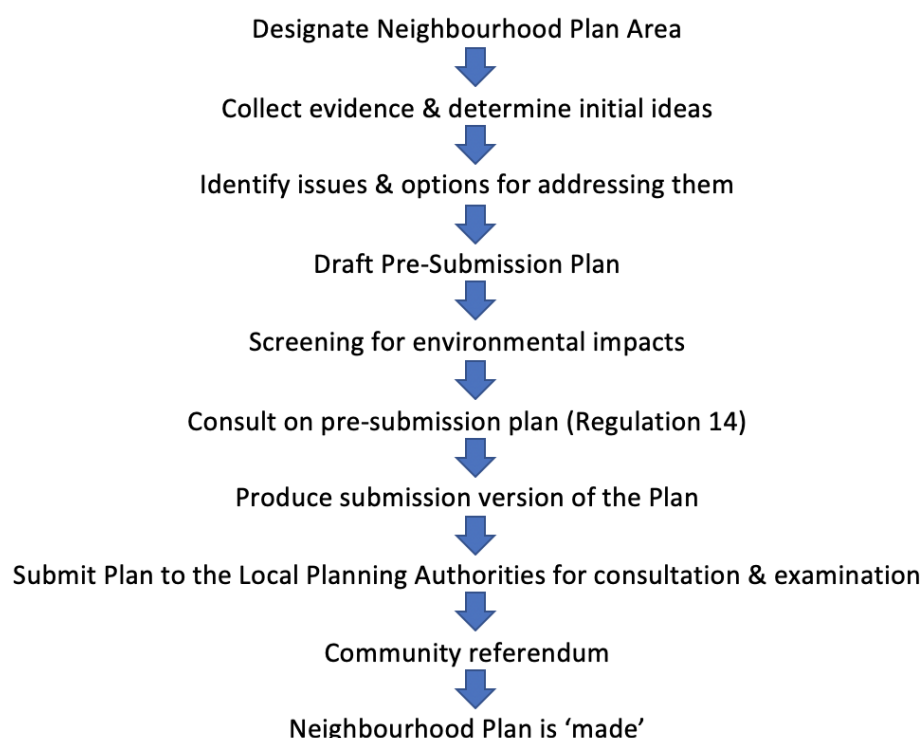 Designate Neighbourhood Plan Area
Collect evidence & determine initial ideas
Identify issues & options for addressing them
Draft Pre-Submission Plan
Screening for environmental impacts
Consult on pre-submission plan (Regulation 14)
Produce submission version of the Plan
Submit Plan to the Local Planning Authorities for consultation & examination
Community referendum
Neighbourhood Plan is ‘made’